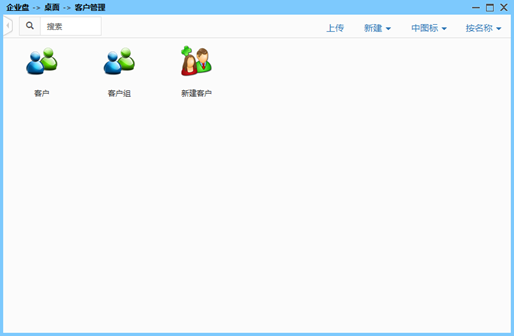 企业盘 -> 桌面 -> 客户管理
搜索 上传 新建 中图标 按名称
客户 客户组 新建客户